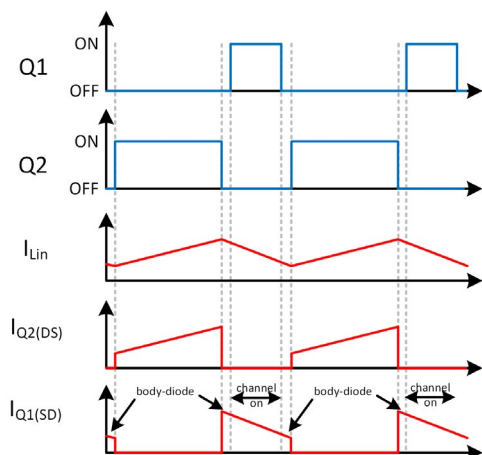 ON
Q1
OFF
ON
Q2
OFF
I_Lin
I_Q2(DS)
body-diode
channel
on
body-diode
channel
on
I_Q1(SD)